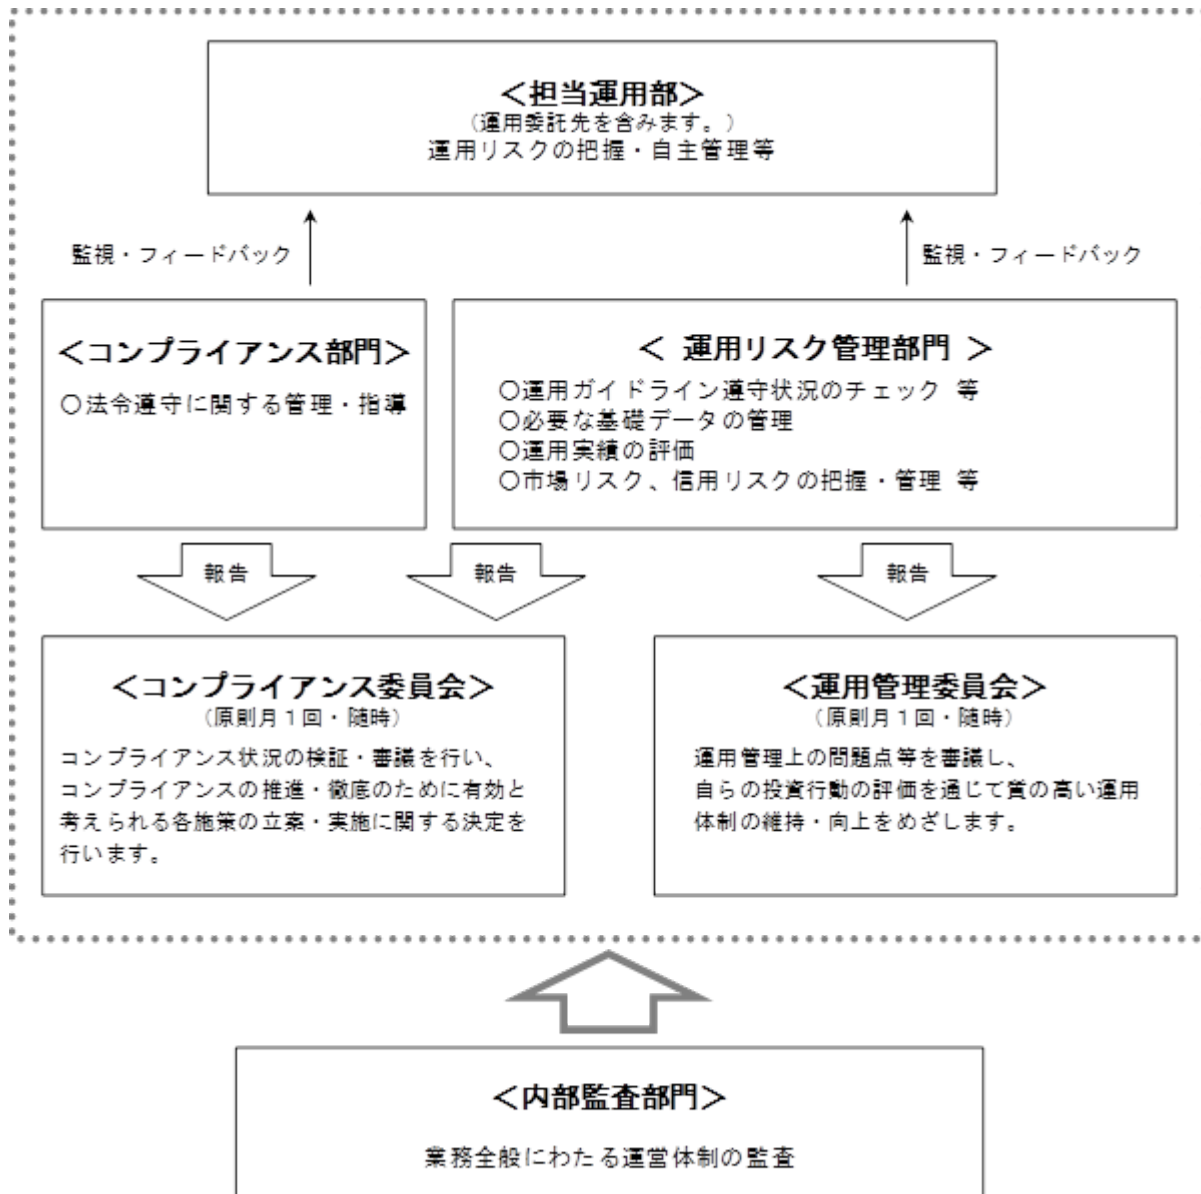 ＜担当運用部＞
（運用委託先を含みます。）
運用リスクの把握・自主管理等
監視・フィードバック
監視・フィードバック
＜コンプライアンス部門＞
○法令遵守に関する管理・指導
＜ 運用リスク管理部門 ＞
○運用ガイドライン遵守状況のチェック 等
○必要な基礎データの管理
○運用実績の評価
○市場リスク、信用リスクの把握・管理 等
報告
報告
報告
＜コンプライアンス委員会＞
（原則月１回・随時）
コンプライアンス状況の検証・審議を行い、
コンプライアンスの推進・徹底のために有効と
考えられる各施策の立案・実施に関する決定を
行います。
＜運用管理委員会＞
（原則月１回・随時）
運用管理上の問題点等を審議し、
自らの投資行動の評価を通じて質の高い運用
体制の維持・向上をめざします。
＜内部監査部門＞
業務全般にわたる運営体制の監査